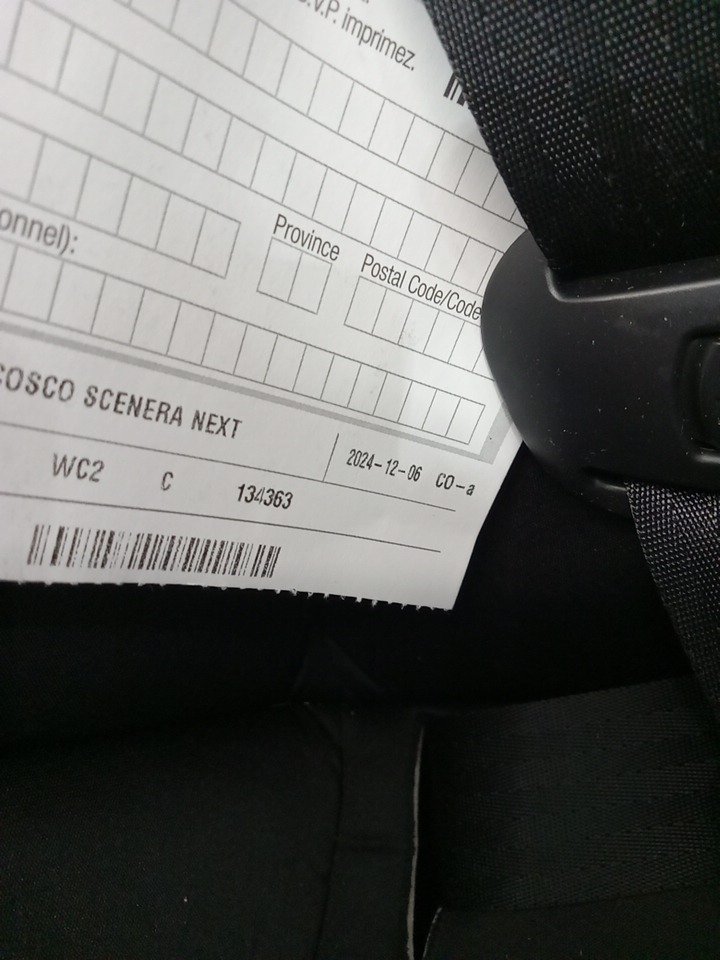 S.V.P. imprimez.
onnel):
Province
Postal Code/Code
COSCO SCENERA NEXT
2024-12-06 CO-a
WC2 C 134363